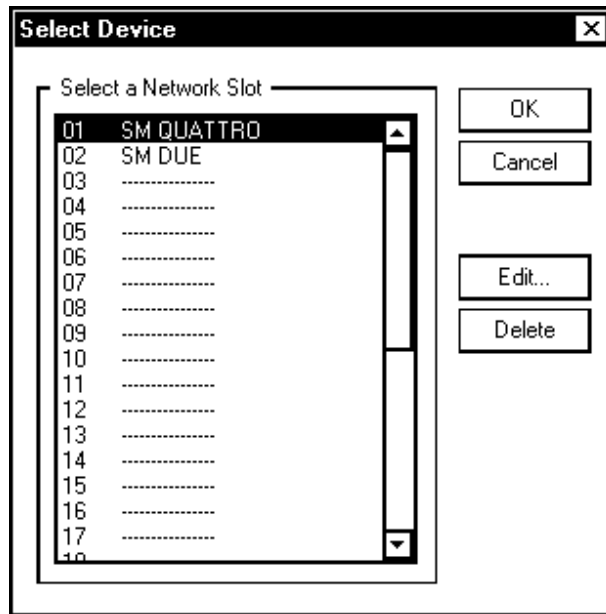 Select Device
Select a Network Slot
01 SM QUATTRO
02 SM DUE
03 ---------------
04 ---------------
05 ---------------
06 ---------------
07 ---------------
08 ---------------
09 ---------------
10 ---------------
11 ---------------
12 ---------------
13 ---------------
14 ---------------
15 ---------------
16 ---------------
17 ---------------
OK
Cancel
Edit...
Delete